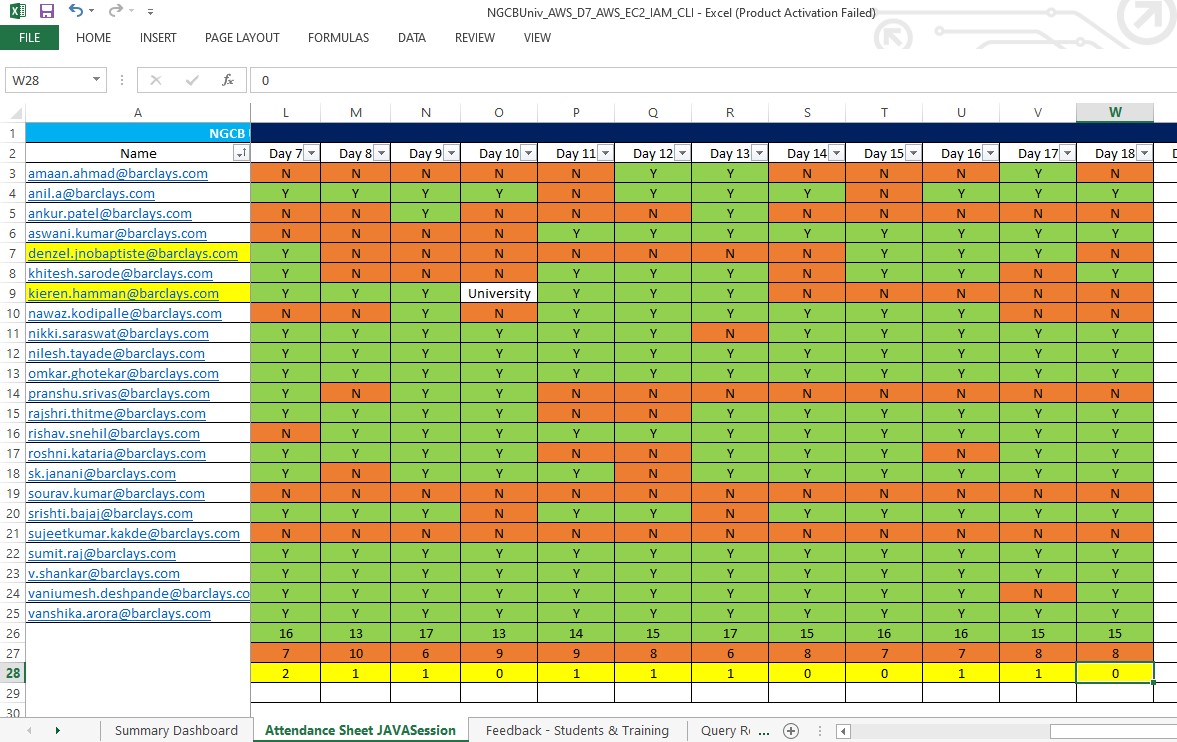 NGCBUniv_AWS_D7_AWS_EC2_IAM_CLI - Excel (Product Activation Failed)
FILE HOME INSERT PAGE LAYOUT FORMULAS DATA REVIEW VIEW
W28 fx 0
A L M N O P Q R S T U V W
1 NGCB
2 Name Day 7 Day 8 Day 9 Day 10 Day 11 Day 12 Day 13 Day 14 Day 15 Day 16 Day 17 Day 18 D
3 amaan.ahmad@barclays.com N N N N N Y Y N N N Y N
4 anil.a@barclays.com Y Y Y Y N Y Y Y N Y Y Y
5 ankur.patel@barclays.com N N Y N N N Y N N N N N
6 aswani.kumar@barclays.com N N N N Y Y Y Y Y Y Y Y
7 denzel.jnobaptiste@barclays.com Y N N N N N N N Y Y Y N
8 khitesh.sarode@barclays.com Y N N N Y Y Y N Y Y N Y
9 kieren.hamman@barclays.com Y Y Y University Y Y Y N N N N N
10 nawaz.kodipalle@barclays.com N N Y N Y Y Y Y Y Y N N
11 nikki.saraswat@barclays.com Y Y Y Y Y Y N Y Y Y Y Y
12 nilesh.tayade@barclays.com Y Y Y Y Y Y Y Y Y Y Y Y
13 omkar.ghotekar@barclays.com Y Y Y Y Y Y Y Y Y Y Y Y
14 pranshu.srivas@barclays.com Y N Y Y N N N N N N N N
15 rajshri.thitme@barclays.com Y Y Y Y N N Y Y Y Y Y Y
16 rishav.snehil@barclays.com N Y Y Y Y Y Y Y Y Y Y Y
17 roshni.kataria@barclays.com Y Y Y Y N N Y Y Y N Y Y
18 sk.janani@barclays.com Y N Y Y Y N Y Y Y Y Y Y
19 sourav.kumar@barclays.com N N N N N N N N N N N N
20 srishti.bajaj@barclays.com Y Y Y N Y Y N Y Y Y Y Y
21 sujeetkumar.kakde@barclays.com N N N N N N N N N N N N
22 sumit.raj@barclays.com Y Y Y Y Y Y Y Y Y Y Y Y
23 v.shankar@barclays.com Y Y Y Y Y Y Y Y Y Y Y Y
24 vaniumesh.deshpande@barclays.co Y Y Y Y Y Y Y Y Y Y N Y
25 vanshika.arora@barclays.com Y Y Y Y Y Y Y Y Y Y Y Y
26 16 13 17 13 14 15 17 15 16 16 15 15
27 7 10 6 9 9 8 6 8 7 7 8 8
28 2 1 1 0 1 1 1 0 0 1 1 0
29
30
Summary Dashboard Attendance Sheet JAVASession Feedback - Students & Training Query Re ...